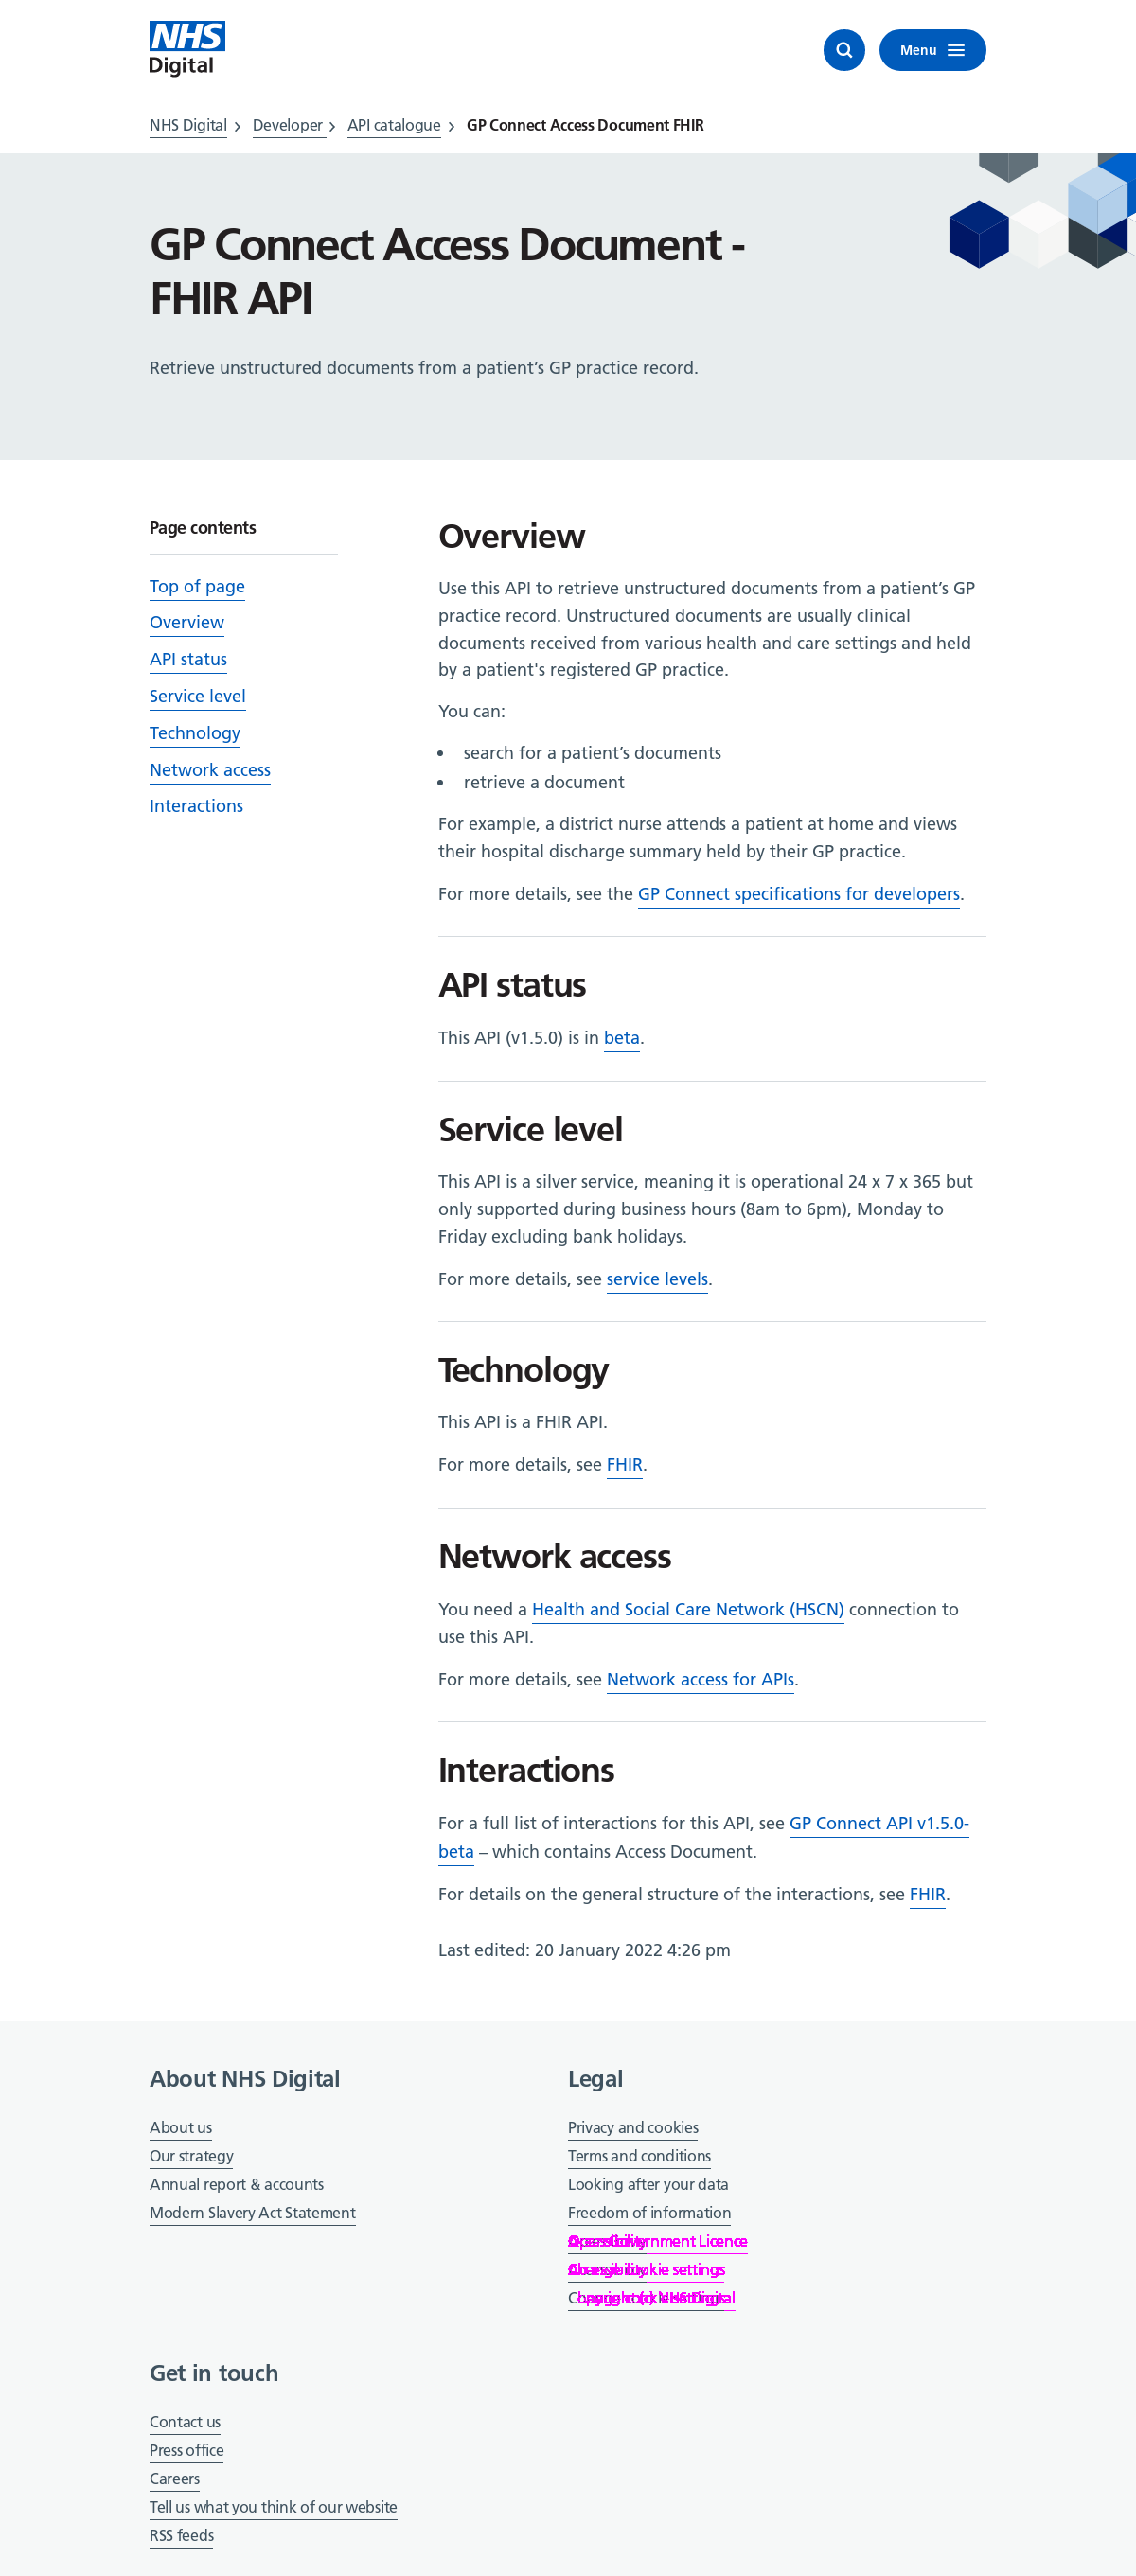 NHS
Digital
Menu
NHS Digital
Developer
API catalogue
GP Connect Access Document FHIR
GP Connect Access Document -
FHIR API
Retrieve unstructured documents from a patient’s GP practice record.
Page contents
Top of page
Overview
API status
Service level
Technology
Network access
Interactions
Overview
Use this API to retrieve unstructured documents from a patient’s GP
practice record. Unstructured documents are usually clinical
documents received from various health and care settings and held
by a patient's registered GP practice.
You can:
• search for a patient’s documents
• retrieve a document
For example, a district nurse attends a patient at home and views
their hospital discharge summary held by their GP practice.
For more details, see the GP Connect specifications for developers.
API status
This API (v1.5.0) is in beta.
Service level
This API is a silver service, meaning it is operational 24 x 7 x 365 but
only supported during business hours (8am to 6pm), Monday to
Friday excluding bank holidays.
For more details, see service levels.
Technology
This API is a FHIR API.
For more details, see FHIR.
Network access
You need a Health and Social Care Network (HSCN) connection to
use this API.
For more details, see Network access for APIs.
Interactions
For a full list of interactions for this API, see GP Connect API v1.5.0-
beta – which contains Access Document.
For details on the general structure of the interactions, see FHIR.
Last edited: 20 January 2022 4:26 pm
About NHS Digital
About us
Our strategy
Annual report & accounts
Modern Slavery Act Statement
Legal
Privacy and cookies
Terms and conditions
Looking after your data
Freedom of information
Licence
settings
Get in touch
Contact us
Press office
Careers
Tell us what you think of our website
RSS feeds